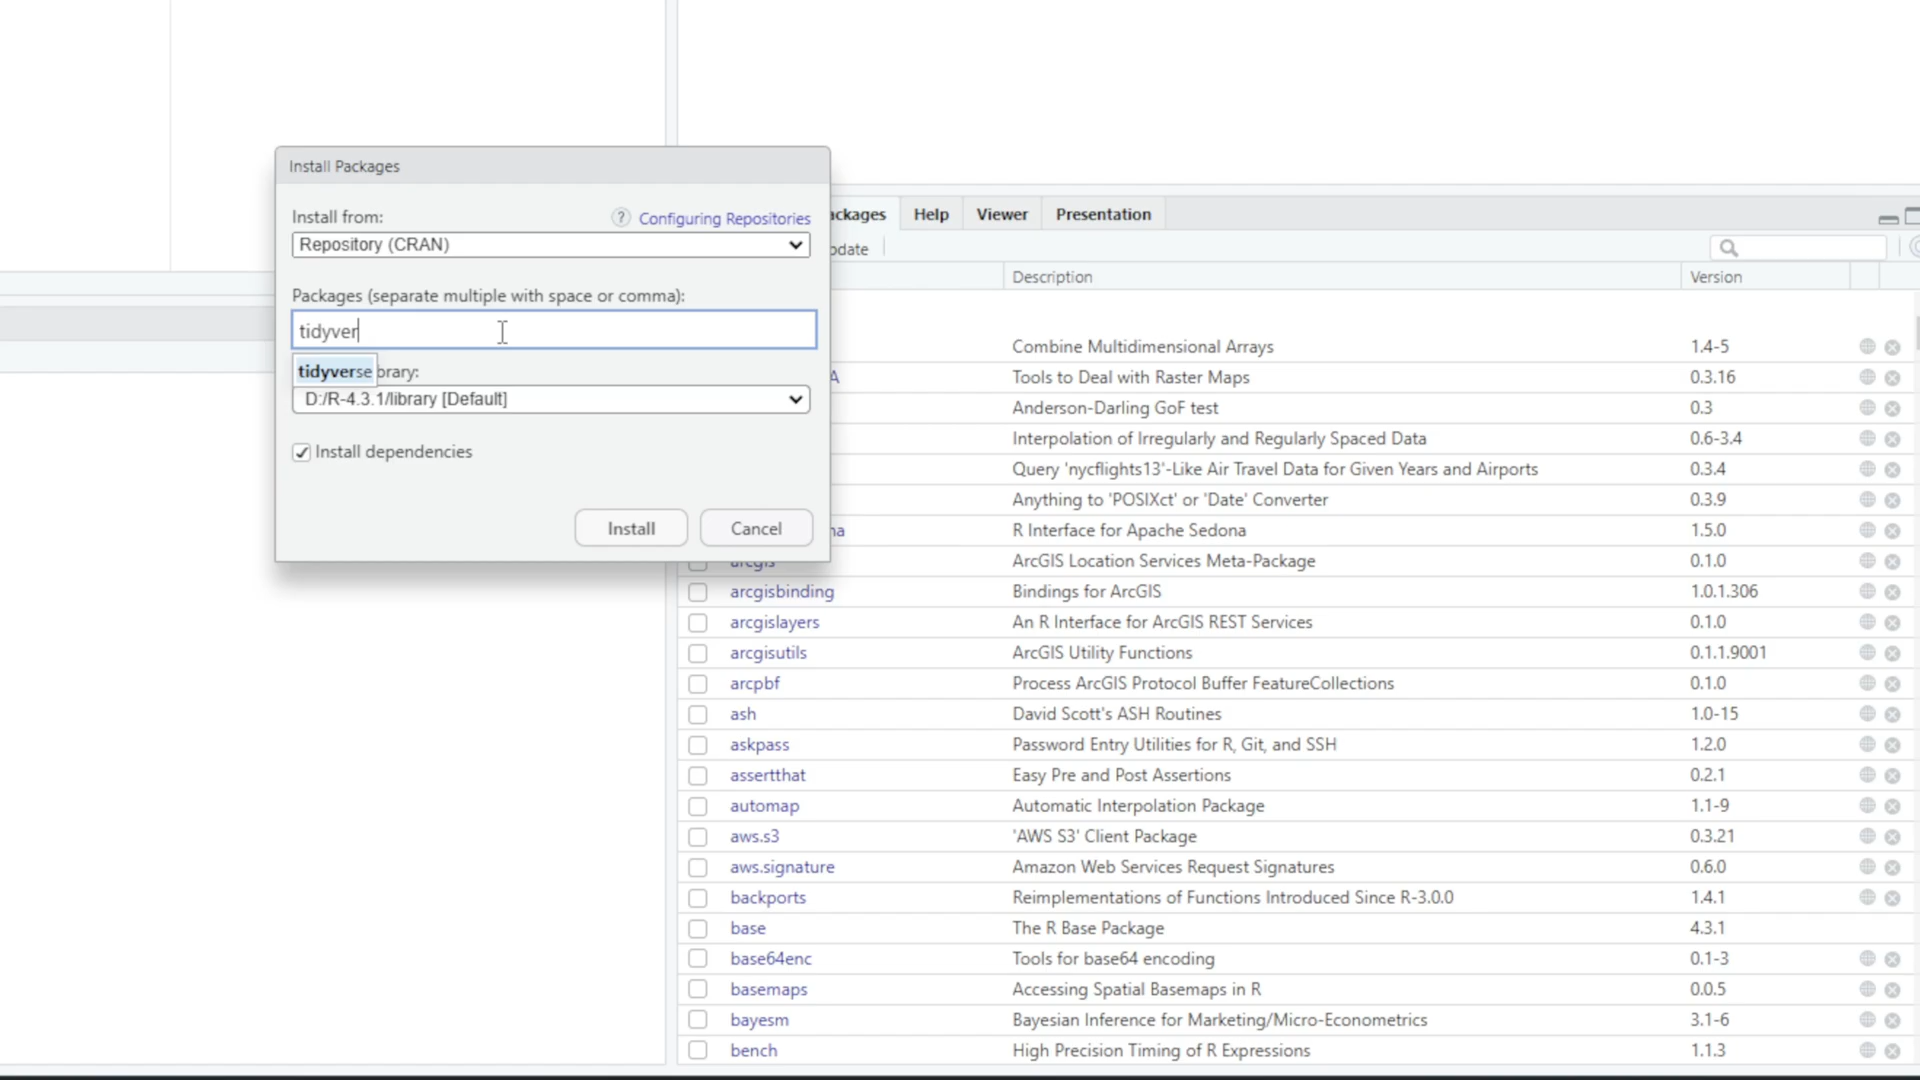 Install Packages
Install from:
? Configuring Repositories
Repository (CRAN)
Packages (separate multiple with space or comma):
tidyver
tidyverse
brary:
D:/R-4.3.1/library [Default]
Install dependencies
Install
Cancel
ackages Help Viewer Presentation
pdate
Description Version
Combine Multidimensional Arrays 1.4-5
A Tools to Deal with Raster Maps 0.3.16
Anderson-Darling GoF test 0.3
Interpolation of Irregularly and Regularly Spaced Data 0.6-3.4
Query 'nycflights13'-Like Air Travel Data for Given Years and Airports 0.3.4
Anything to 'POSIXct' or 'Date' Converter 0.3.9
na R Interface for Apache Sedona 1.5.0
arcgis ArcGIS Location Services Meta-Package 0.1.0
arcgisbinding Bindings for ArcGIS 1.0.1.306
arcgislayers An R Interface for ArcGIS REST Services 0.1.0
arcgisutils ArcGIS Utility Functions 0.1.1.9001
arcpbf Process ArcGIS Protocol Buffer FeatureCollections 0.1.0
ash David Scott's ASH Routines 1.0-15
askpass Password Entry Utilities for R, Git, and SSH 1.2.0
assertthat Easy Pre and Post Assertions 0.2.1
automap Automatic Interpolation Package 1.1-9
aws.s3 'AWS S3' Client Package 0.3.21
aws.signature Amazon Web Services Request Signatures 0.6.0
backports Reimplementations of Functions Introduced Since R-3.0.0 1.4.1
base The R Base Package 4.3.1
base64enc Tools for base64 encoding 0.1-3
basemaps Accessing Spatial Basemaps in R 0.0.5
bayesm Bayesian Inference for Marketing/Micro-Econometrics 3.1-6
bench High Precision Timing of R Expressions 1.1.3